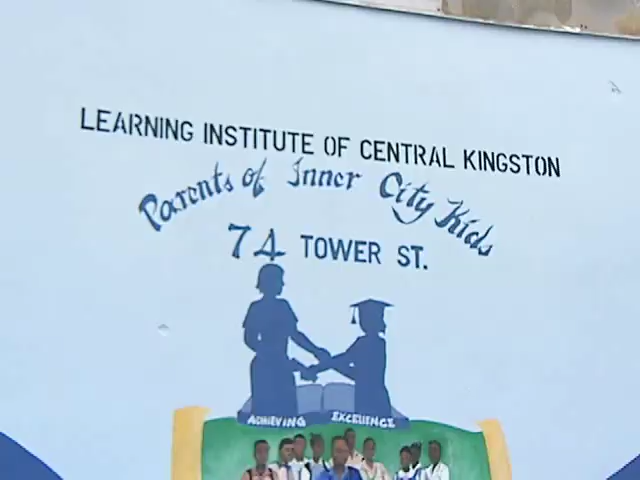 LEARNING INSTITUTE OF CENTRAL KINGSTON
Parents of Inner City Kids
74 TOWER ST.
ACHIEVING EXCELLENCE